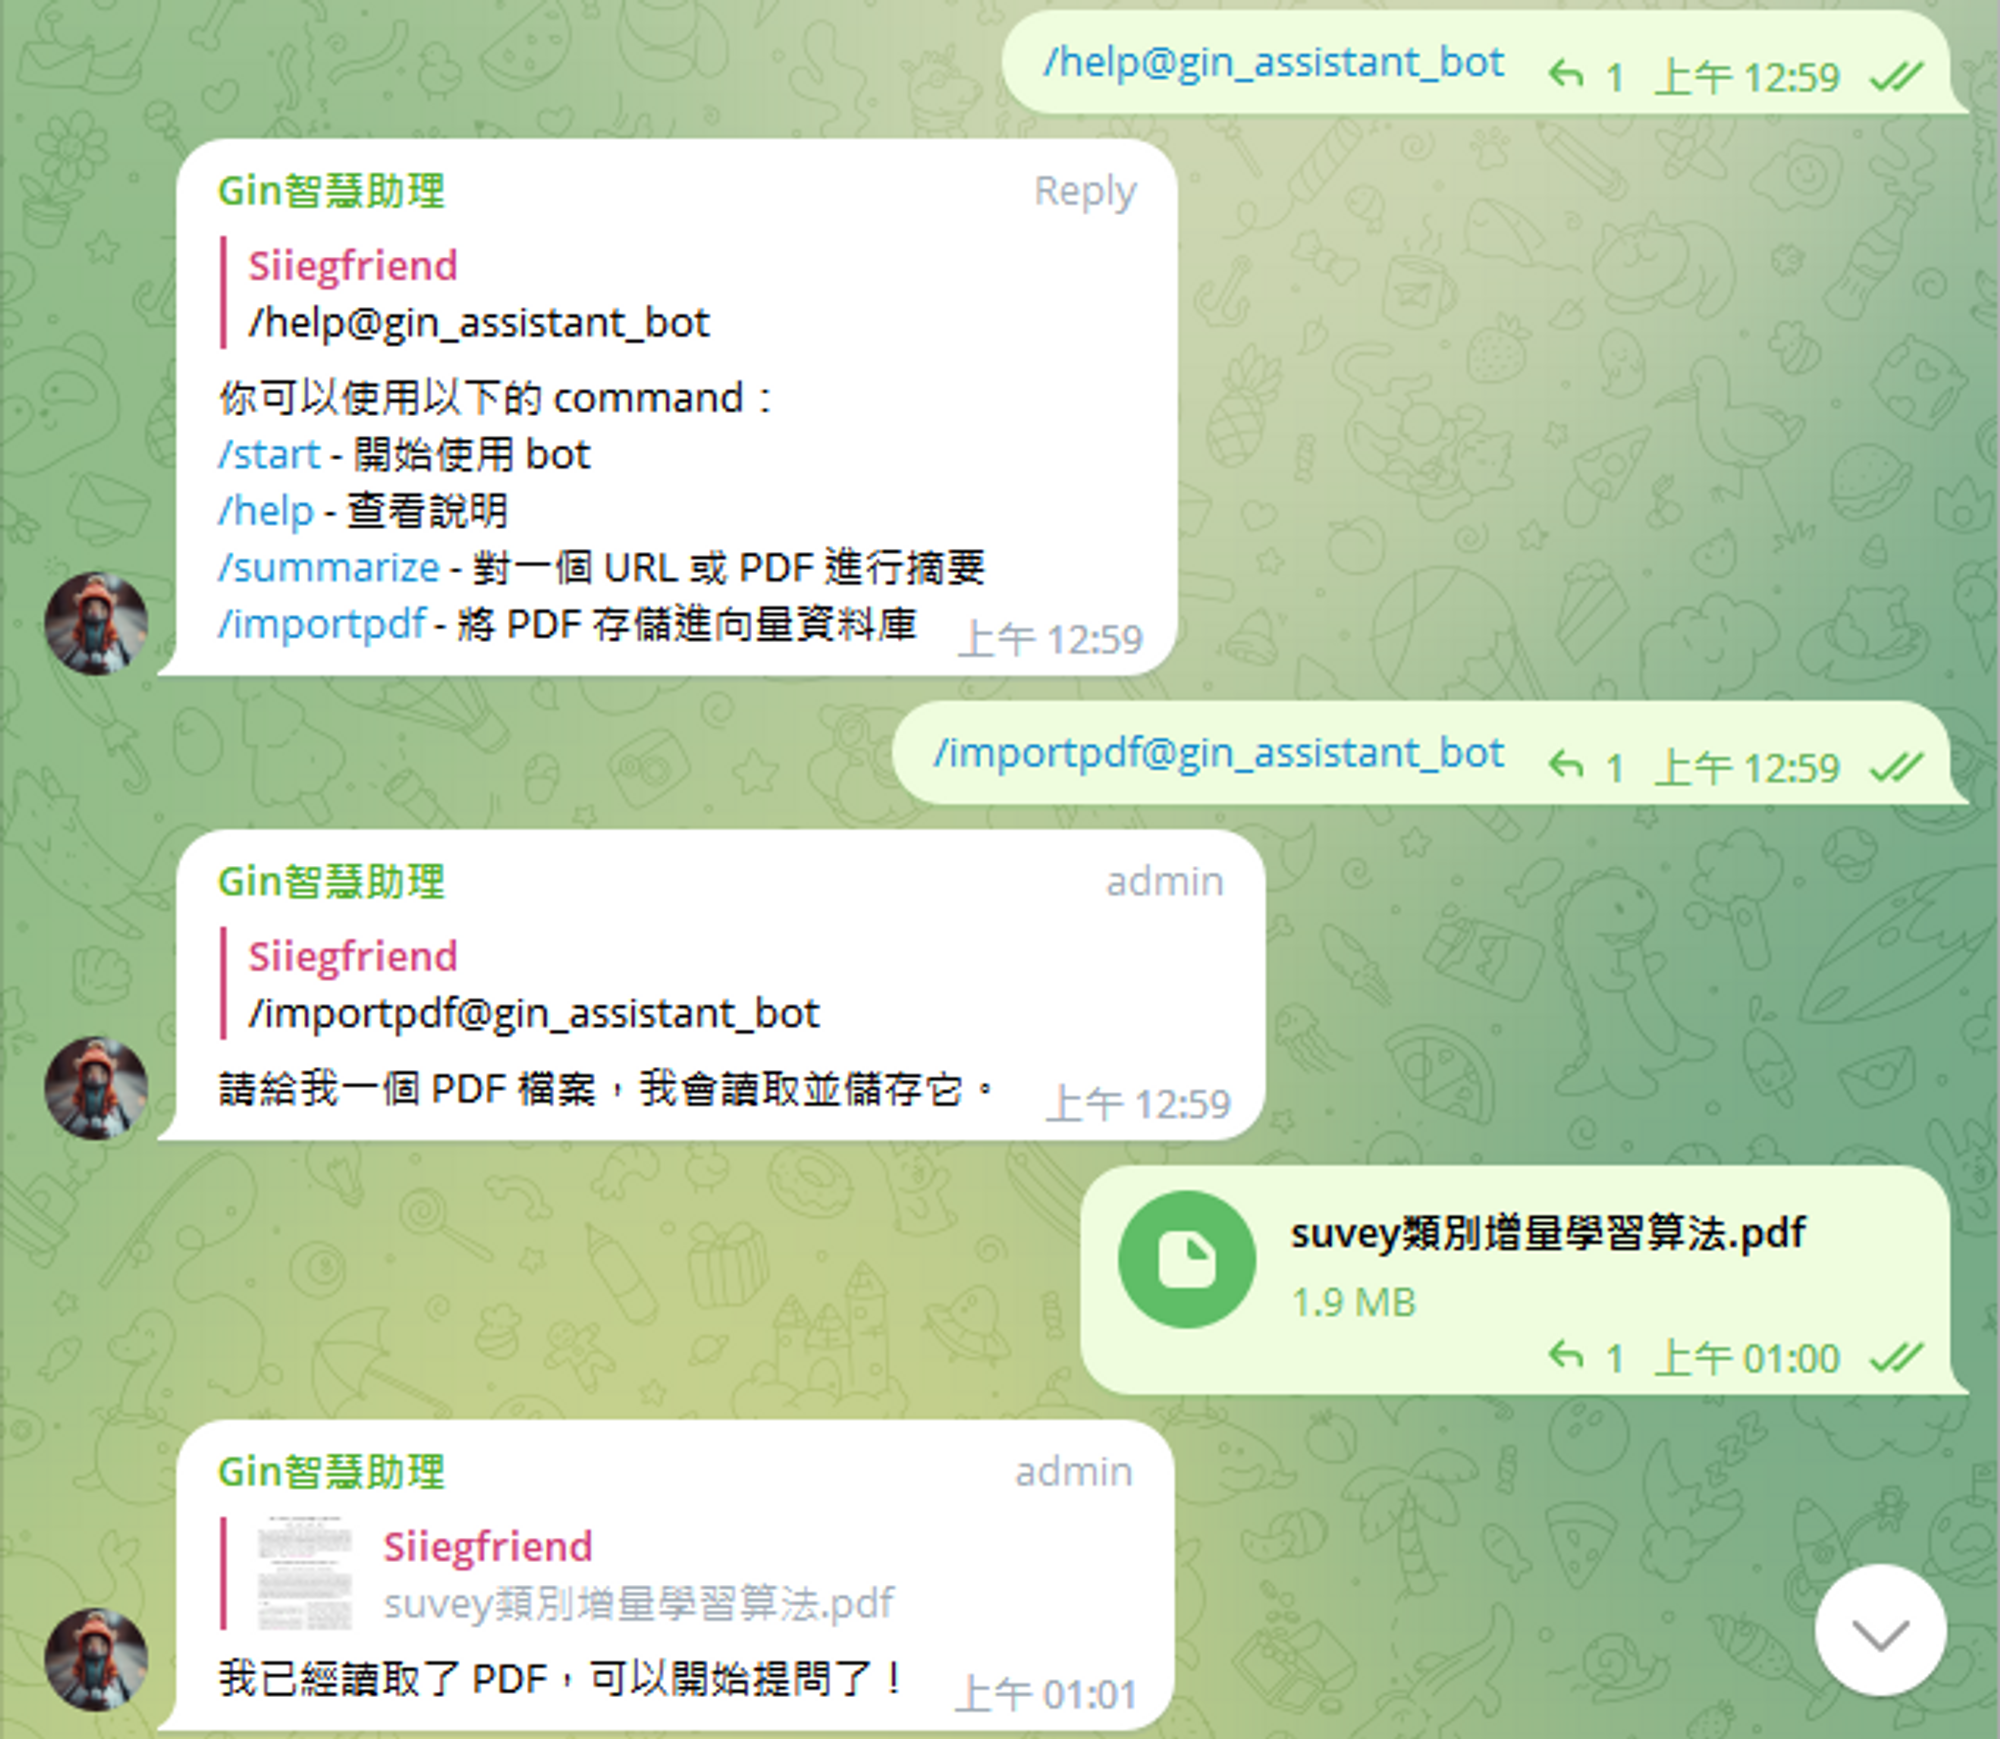 /help@gin_assistant_bot 1 上午 12:59
Gin智慧助理 Reply
Siiegfriend
/help@gin_assistant_bot
你可以使用以下的 command：
/start - 開始使用 bot
/help - 查看說明
/summarize - 對一個 URL 或 PDF 進行摘要
/importpdf - 將 PDF 存儲進向量資料庫 上午 12:59
/importpdf@gin_assistant_bot 1 上午 12:59
Gin智慧助理 admin
Siiegfriend
/importpdf@gin_assistant_bot
請給我一個 PDF 檔案，我會讀取並儲存它。 上午 12:59
suvey類別增量學習算法.pdf
1.9 MB
1 上午 01:00
Gin智慧助理 admin
Siiegfriend
suvey類別增量學習算法.pdf
我已經讀取了 PDF，可以開始提問了！ 上午 01:01